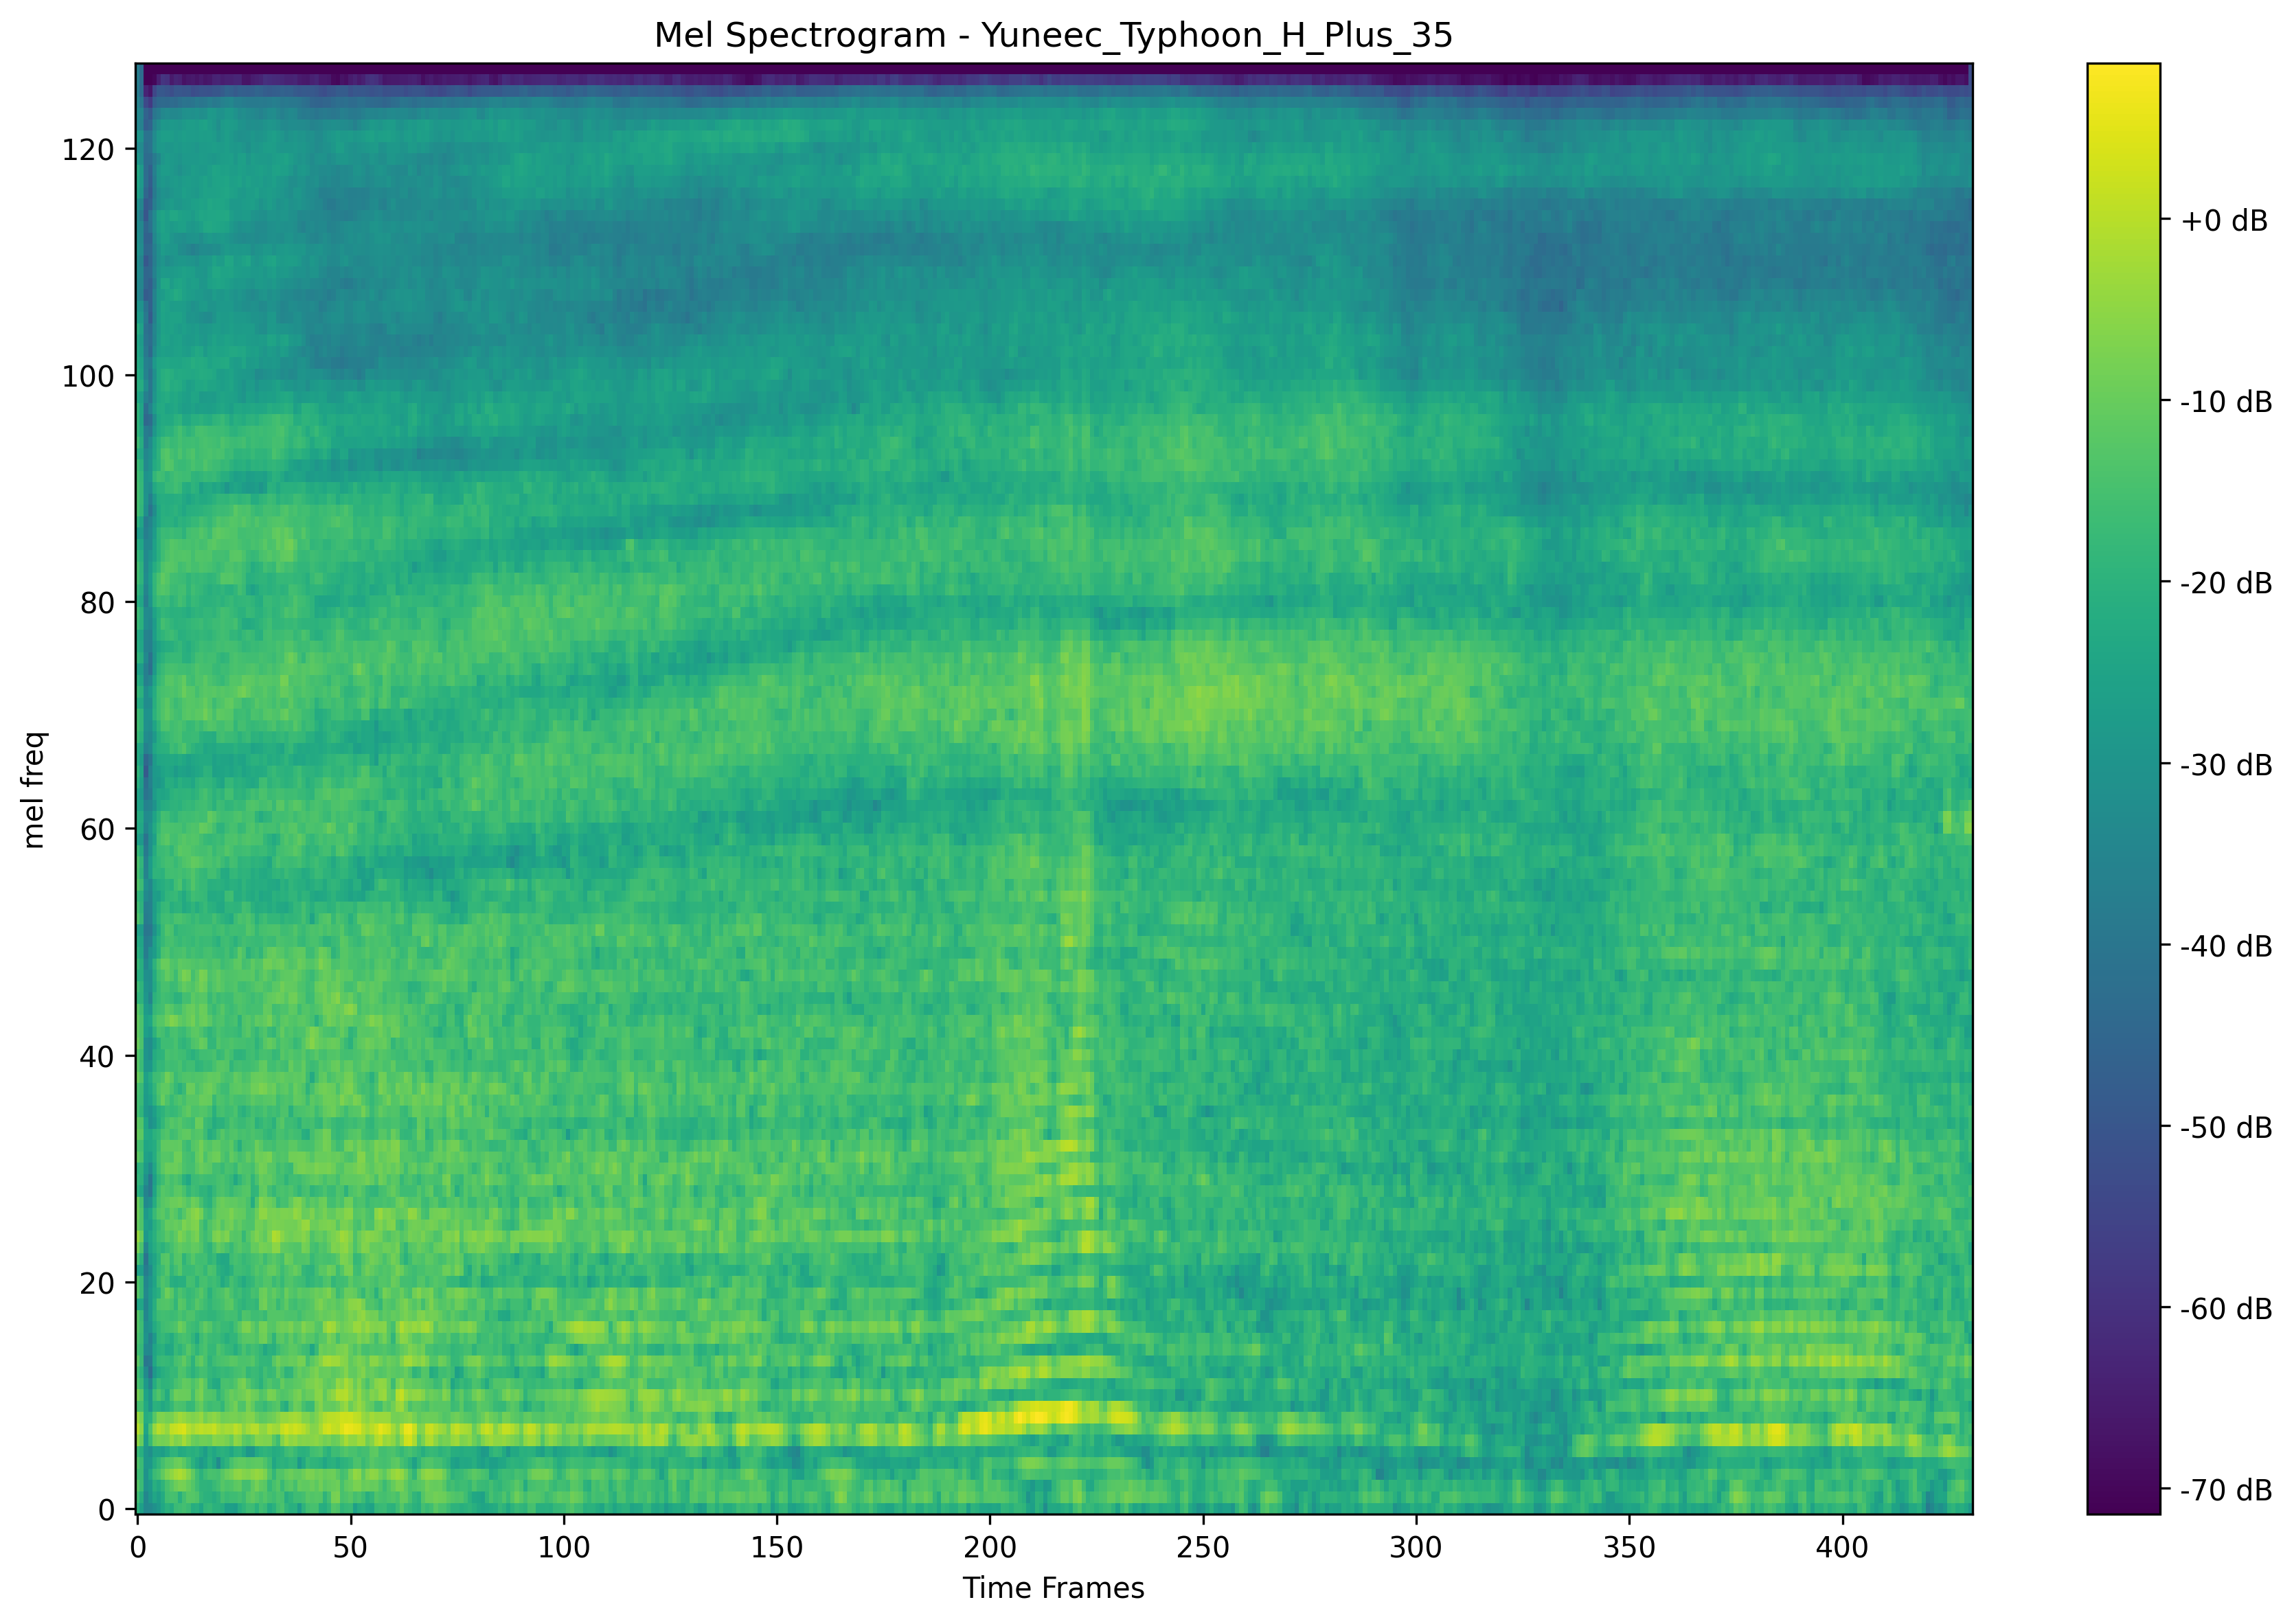 Mel Spectrogram - Yuneec_Typhoon_H_Plus_35
mel freq
120
100
80
60
40
20
0
0 50 100 150 200 250 300 350 400
Time Frames
+0 dB
-10 dB
-20 dB
-30 dB
-40 dB
-50 dB
-60 dB
-70 dB